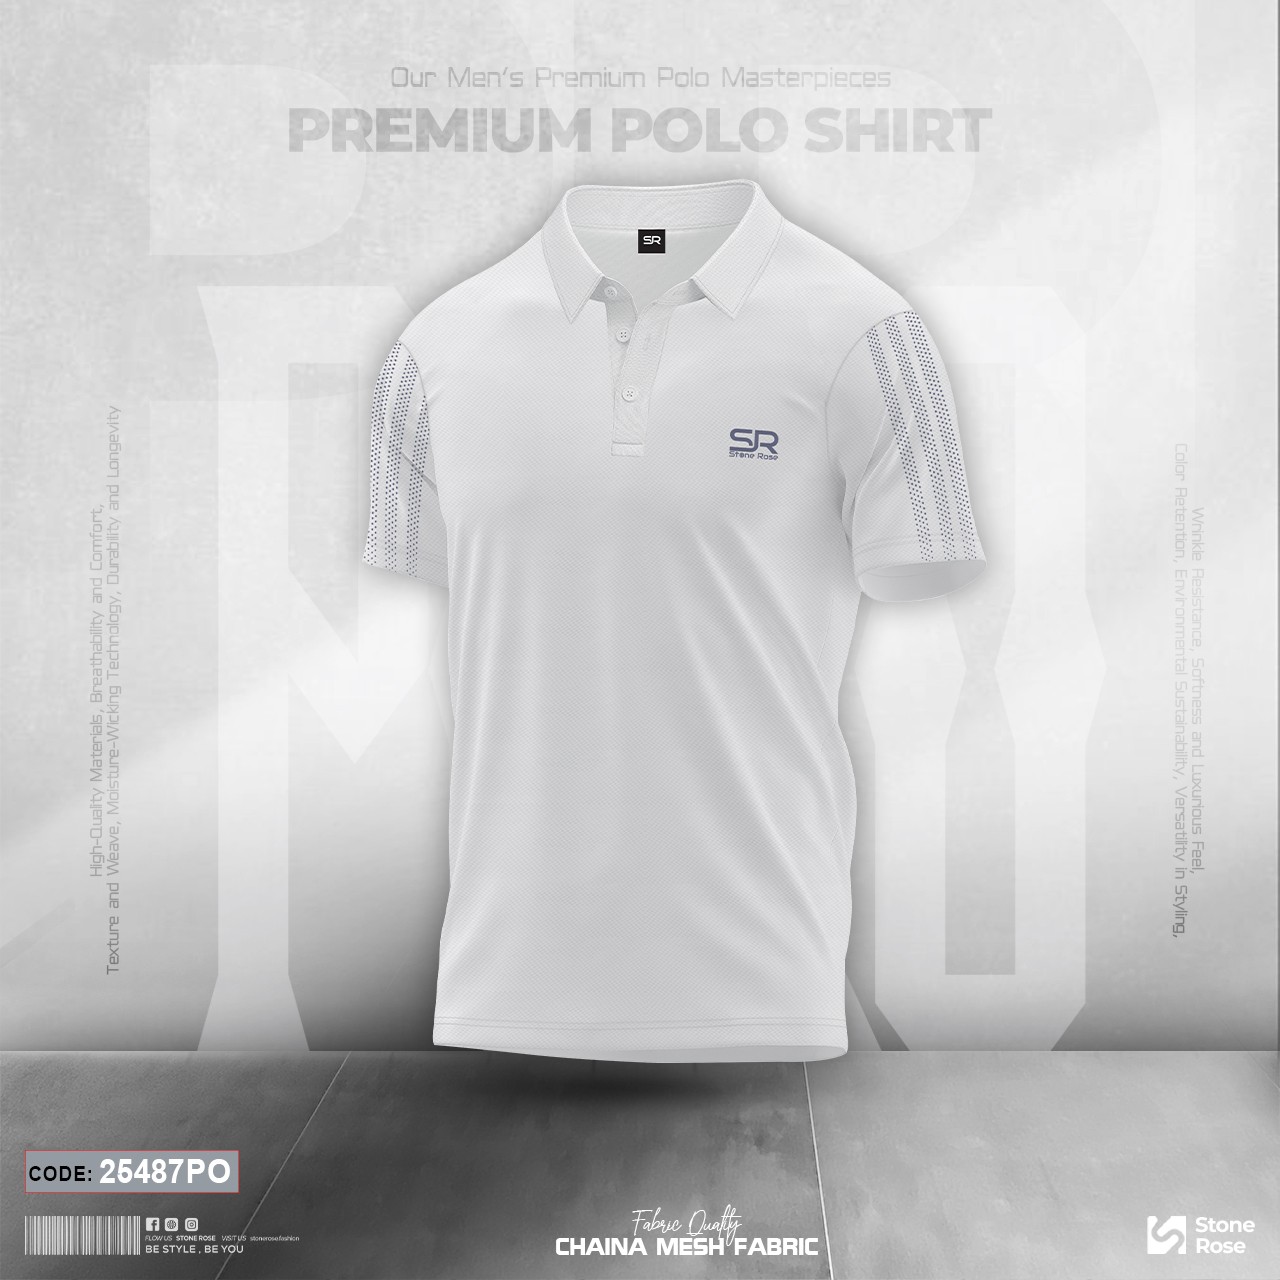 Our Men's Premium Polo Masterpieces
PREMIUM POLO SHIRT
SR
SR
Stone Rose
High-Quality Materials, Breathability and Comfort,
Texture and Weave, Moisture-Wicking Technology, Durability and Longevity
Wrinkle Resistance, Softness and Luxurious Feel,
Color Retention, Environmental Sustainability, Versatility in Styling,
CODE: 25487PO
FLOW US STONE ROSE VISIT US stonerose.fashion
BE STYLE , BE YOU
Fabric Quality
CHAINA MESH FABRIC
Stone
Rose